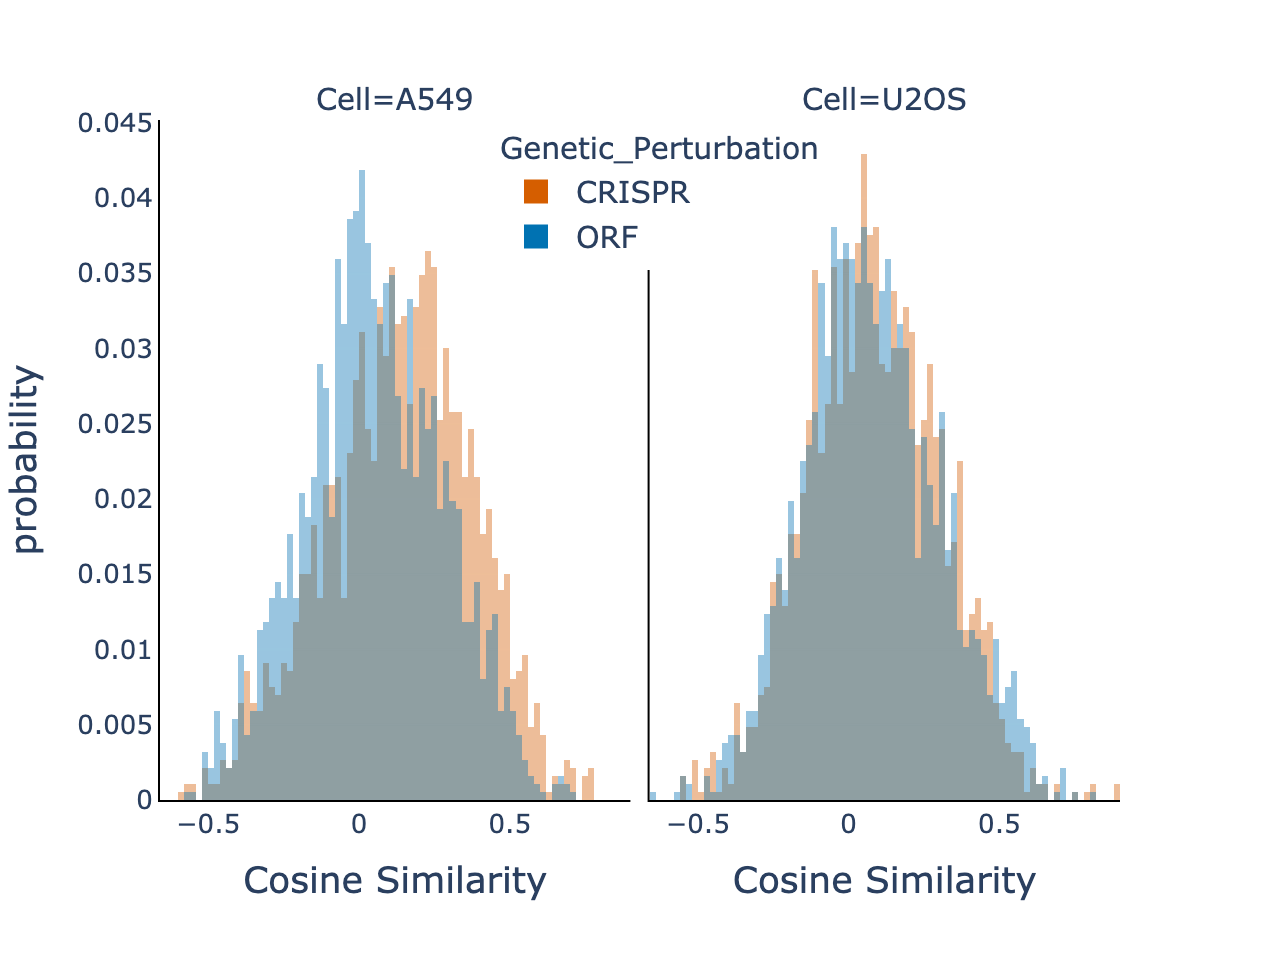 Cell=A549
Cell=U2OS
Genetic_Perturbation
CRISPR
ORF
probability
0.045
0.04
0.035
0.03
0.025
0.02
0.015
0.01
0.005
0
−0.5
0
0.5
−0.5
0
0.5
Cosine Similarity
Cosine Similarity